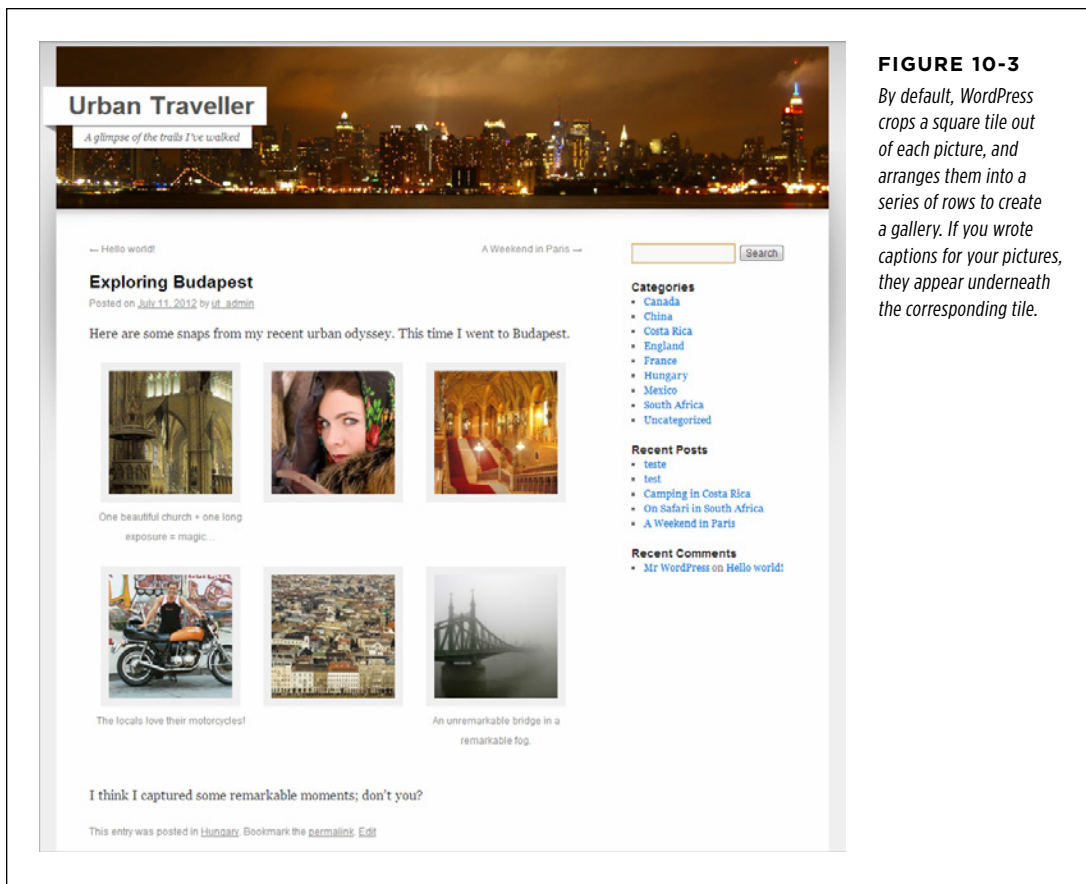 Urban Traveller
A glimpse of the trails I've walked
← Hello world!
A Weekend in Paris →
Exploring Budapest
Posted on July 11, 2012 by ut_admin
Here are some snaps from my recent urban odyssey. This time I went to Budapest.
One beautiful church + one long
exposure = magic...
The locals love their motorcycles!
An unremarkable bridge in a
remarkable fog.
I think I captured some remarkable moments; don't you?
This entry was posted in Hungary. Bookmark the permalink. Edit
Search
Categories
Canada
China
Costa Rica
England
France
Hungary
Mexico
South Africa
Uncategorized
Recent Posts
teste
test
Camping in Costa Rica
On Safari in South Africa
A Weekend in Paris
Recent Comments
Mr WordPress on Hello world!
FIGURE 10-3
By default, WordPress
crops a square tile out
of each picture, and
arranges them into a
series of rows to create
a gallery. If you wrote
captions for your pictures,
they appear underneath
the corresponding tile.